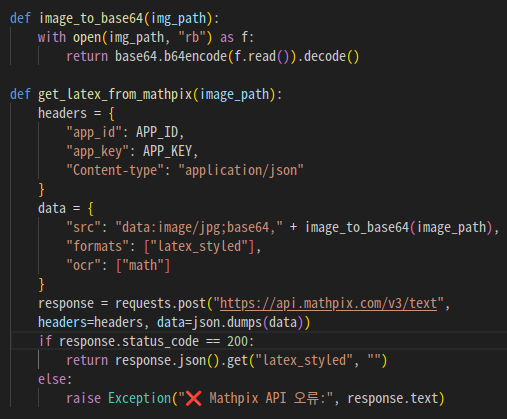 def image_to_base64(img_path):
    with open(img_path, "rb") as f:
        return base64.b64encode(f.read()).decode()

def get_latex_from_mathpix(image_path):
    headers = {
        "app_id": APP_ID,
        "app_key": APP_KEY,
        "Content-type": "application/json"
    }
    data = {
        "src": "data:image/jpg;base64," + image_to_base64(image_path),
        "formats": ["latex_styled"],
        "ocr": ["math"]
    }
    response = requests.post("https://api.mathpix.com/v3/text",
    headers=headers, data=json.dumps(data))
    if response.status_code == 200:
        return response.json().get("latex_styled", "")
    else:
        raise Exception("❌ Mathpix API 오류:", response.text)